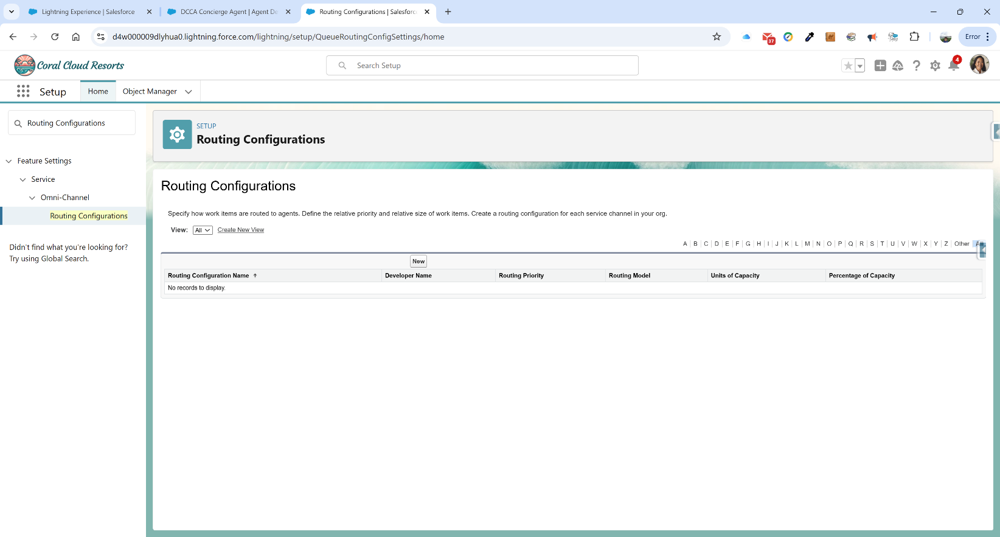 Lightning Experience | Salesforce
DCCA Concierge Agent | Agent De
Routing Configurations | Salesforc
d4w000009dlyhua0.lightning.force.com/lightning/setup/QueueRoutingConfigSettings/home
37
Error
Coral Cloud Resorts
Search Setup
4
Setup
Home
Object Manager
Routing Configurations
Feature Settings
Service
Omni-Channel
Routing Configurations
Didn't find what you're looking for?
Try using Global Search.
SETUP
Routing Configurations
Routing Configurations
Specify how work items are routed to agents. Define the relative priority and relative size of work items. Create a routing configuration for each service channel in your org.
View: All Create New View
A B C D E F G H I J K L M N O P Q R S T U V W X Y Z Other All
New
Routing Configuration Name Developer Name Routing Priority Routing Model Units of Capacity Percentage of Capacity
No records to display.